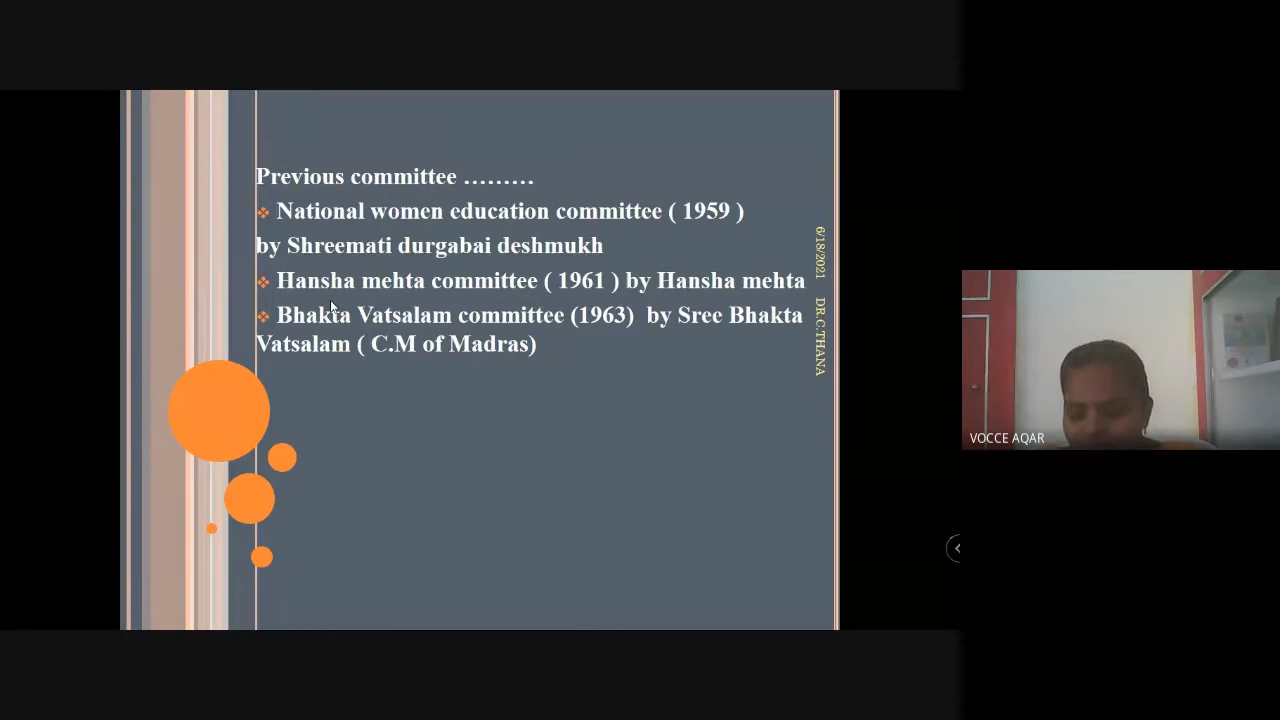 Previous committee ………
National women education committee ( 1959 )
by Shreemati durgabai deshmukh
Hansha mehta committee ( 1961 ) by Hansha mehta
Bhakta Vatsalam committee (1963)  by Sree Bhakta
Vatsalam ( C.M of Madras)
6/18/2021 DR.C.THANA
VOCCE AQAR